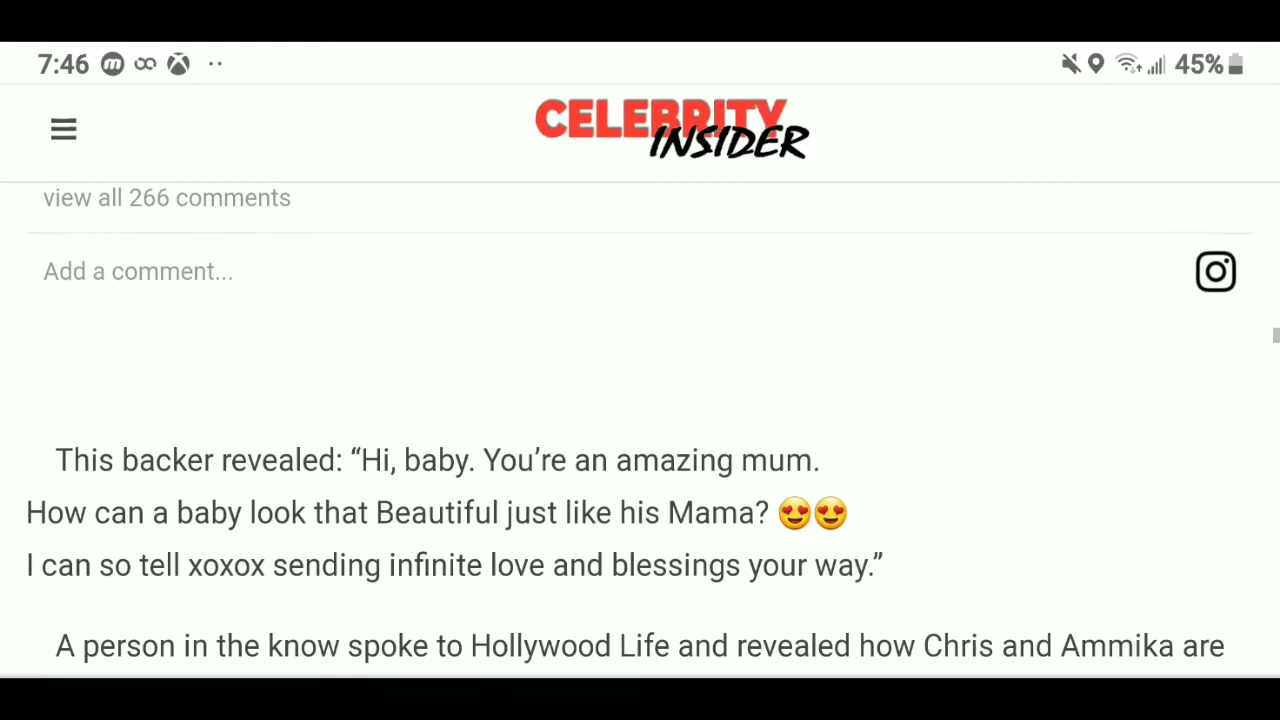 7:46
45%
CELEBRITY
INSIDER
view all 266 comments
Add a comment...
This backer revealed: “Hi, baby. You’re an amazing mum.
How can a baby look that Beautiful just like his Mama? 😍😍
I can so tell xoxox sending infinite love and blessings your way.”
A person in the know spoke to Hollywood Life and revealed how Chris and Ammika are